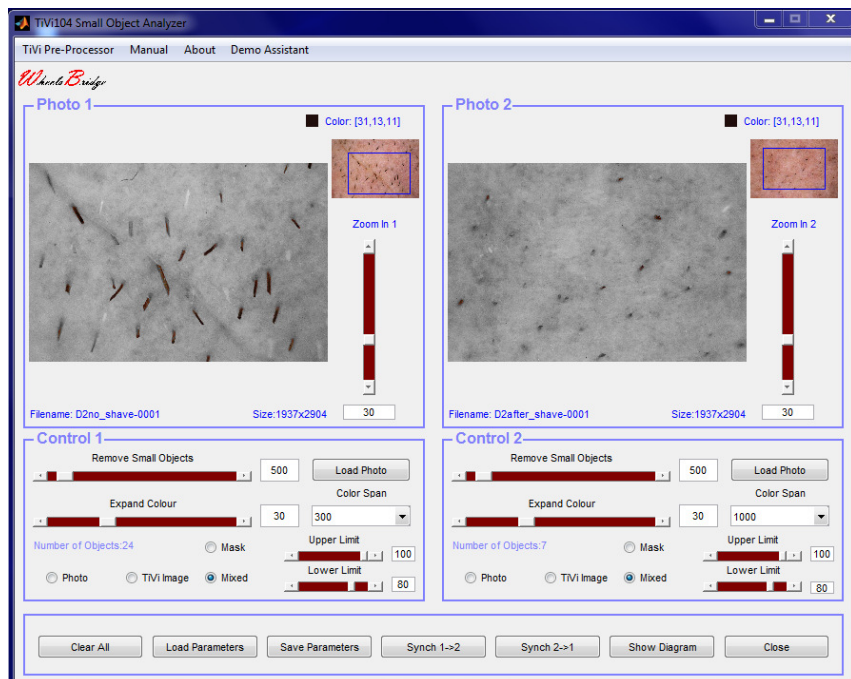 TiVi104 Small Object Analyzer
TiVi Pre-Processor Manual About Demo Assistant
WheelsBridge
Photo 1
Color: [31,13,11]
Zoom In 1
Filename: D2no_shave-0001 Size:1937x2904 30
Photo 2
Color: [31,13,11]
Zoom In 2
Filename: D2after_shave-0001 Size:1937x2904 30
Control 1
Remove Small Objects
500 Load Photo
Expand Colour Color Span
30 300
Number of Objects:24 Mask Upper Limit
100
Photo TiVi Image Mixed Lower Limit
80
Control 2
Remove Small Objects
500 Load Photo
Expand Colour Color Span
30 1000
Number of Objects:7 Mask Upper Limit
100
Photo TiVi Image Mixed Lower Limit
80
Clear All Load Parameters Save Parameters Synch 1->2 Synch 2->1 Show Diagram Close